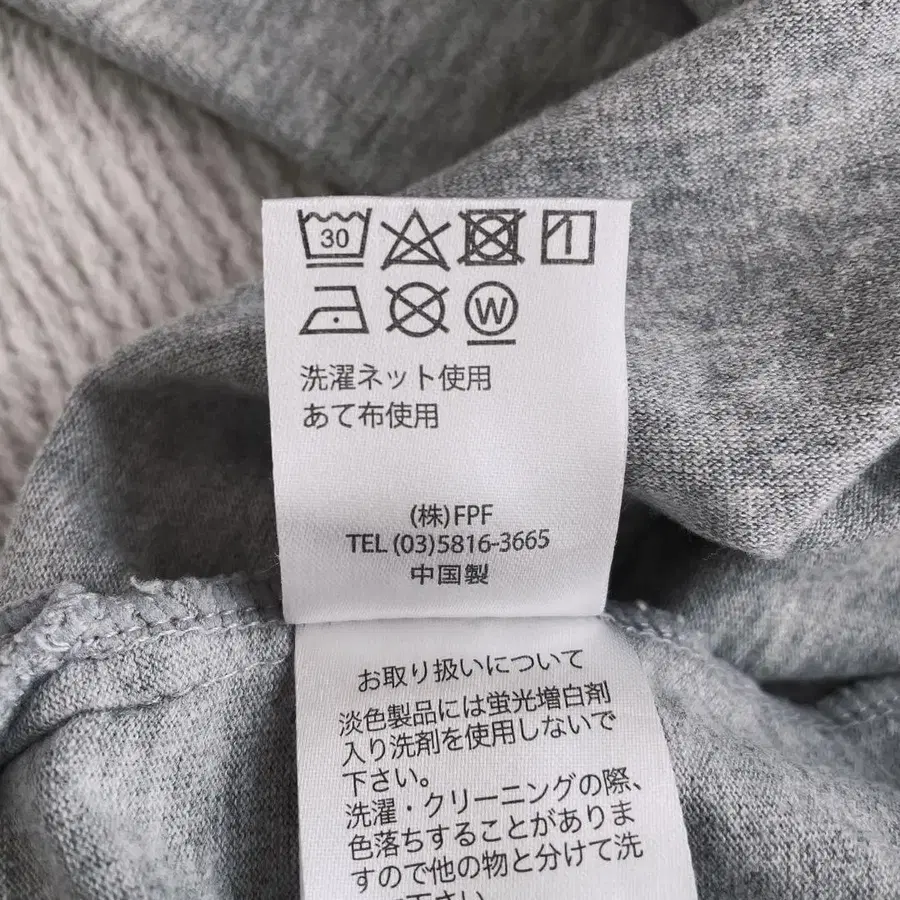 30
W
洗濯ネット使用
あて布使用
(株)FPF
TEL (03)5816-3665
中国製
お取り扱いについて
淡色製品には蛍光増白剤
入り洗剤を使用しないで
下さい。
洗濯・クリーニングの際、
色落ちすることがありま
すので他の物と分けて洗
下さい